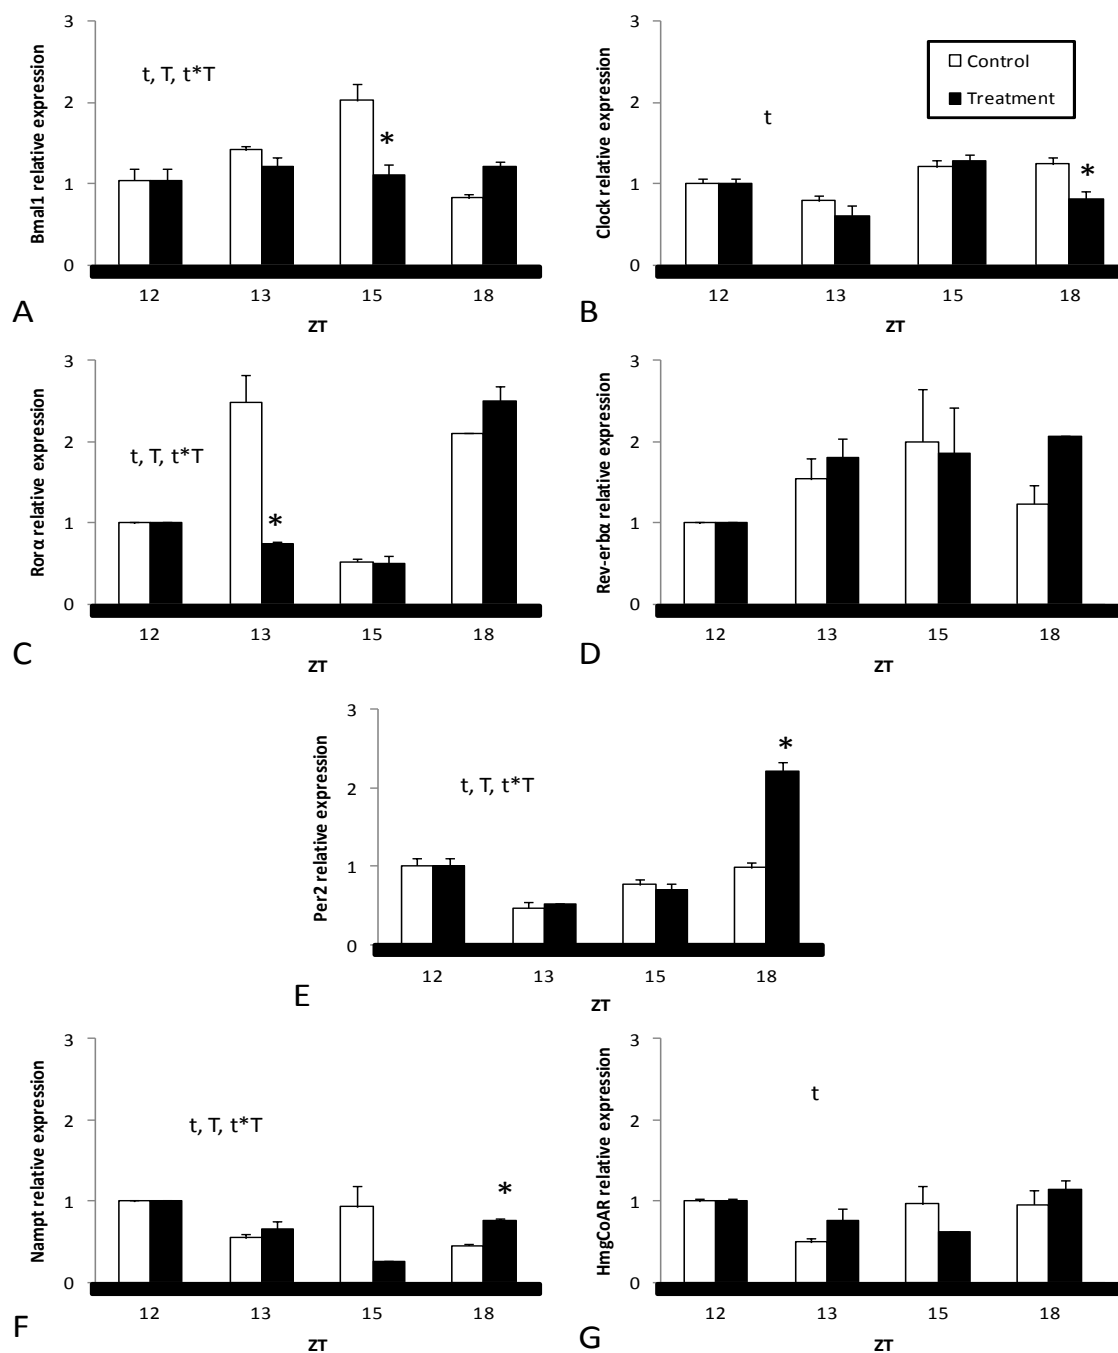 3
2
1
0
Bmal1 relative expression
t, T, t*T
*
12 13 15 18
ZT
A
3
2
1
0
Clock relative expression
Control
Treatment
t
*
12 13 15 18
ZT
B
3
2
1
0
Rorα relative expression
t, T, t*T
*
12 13 15 18
ZT
C
3
2
1
0
Rev-erbα relative expression
12 13 15 18
ZT
D
3
2
1
0
Per2 relative expression
t, T, t*T
*
12 13 15 18
ZT
E
3
2
1
0
Nampt relative expression
t, T, t*T
*
12 13 15 18
ZT
F
3
2
1
0
HmgCoAR relative expression
t
12 13 15 18
ZT
G